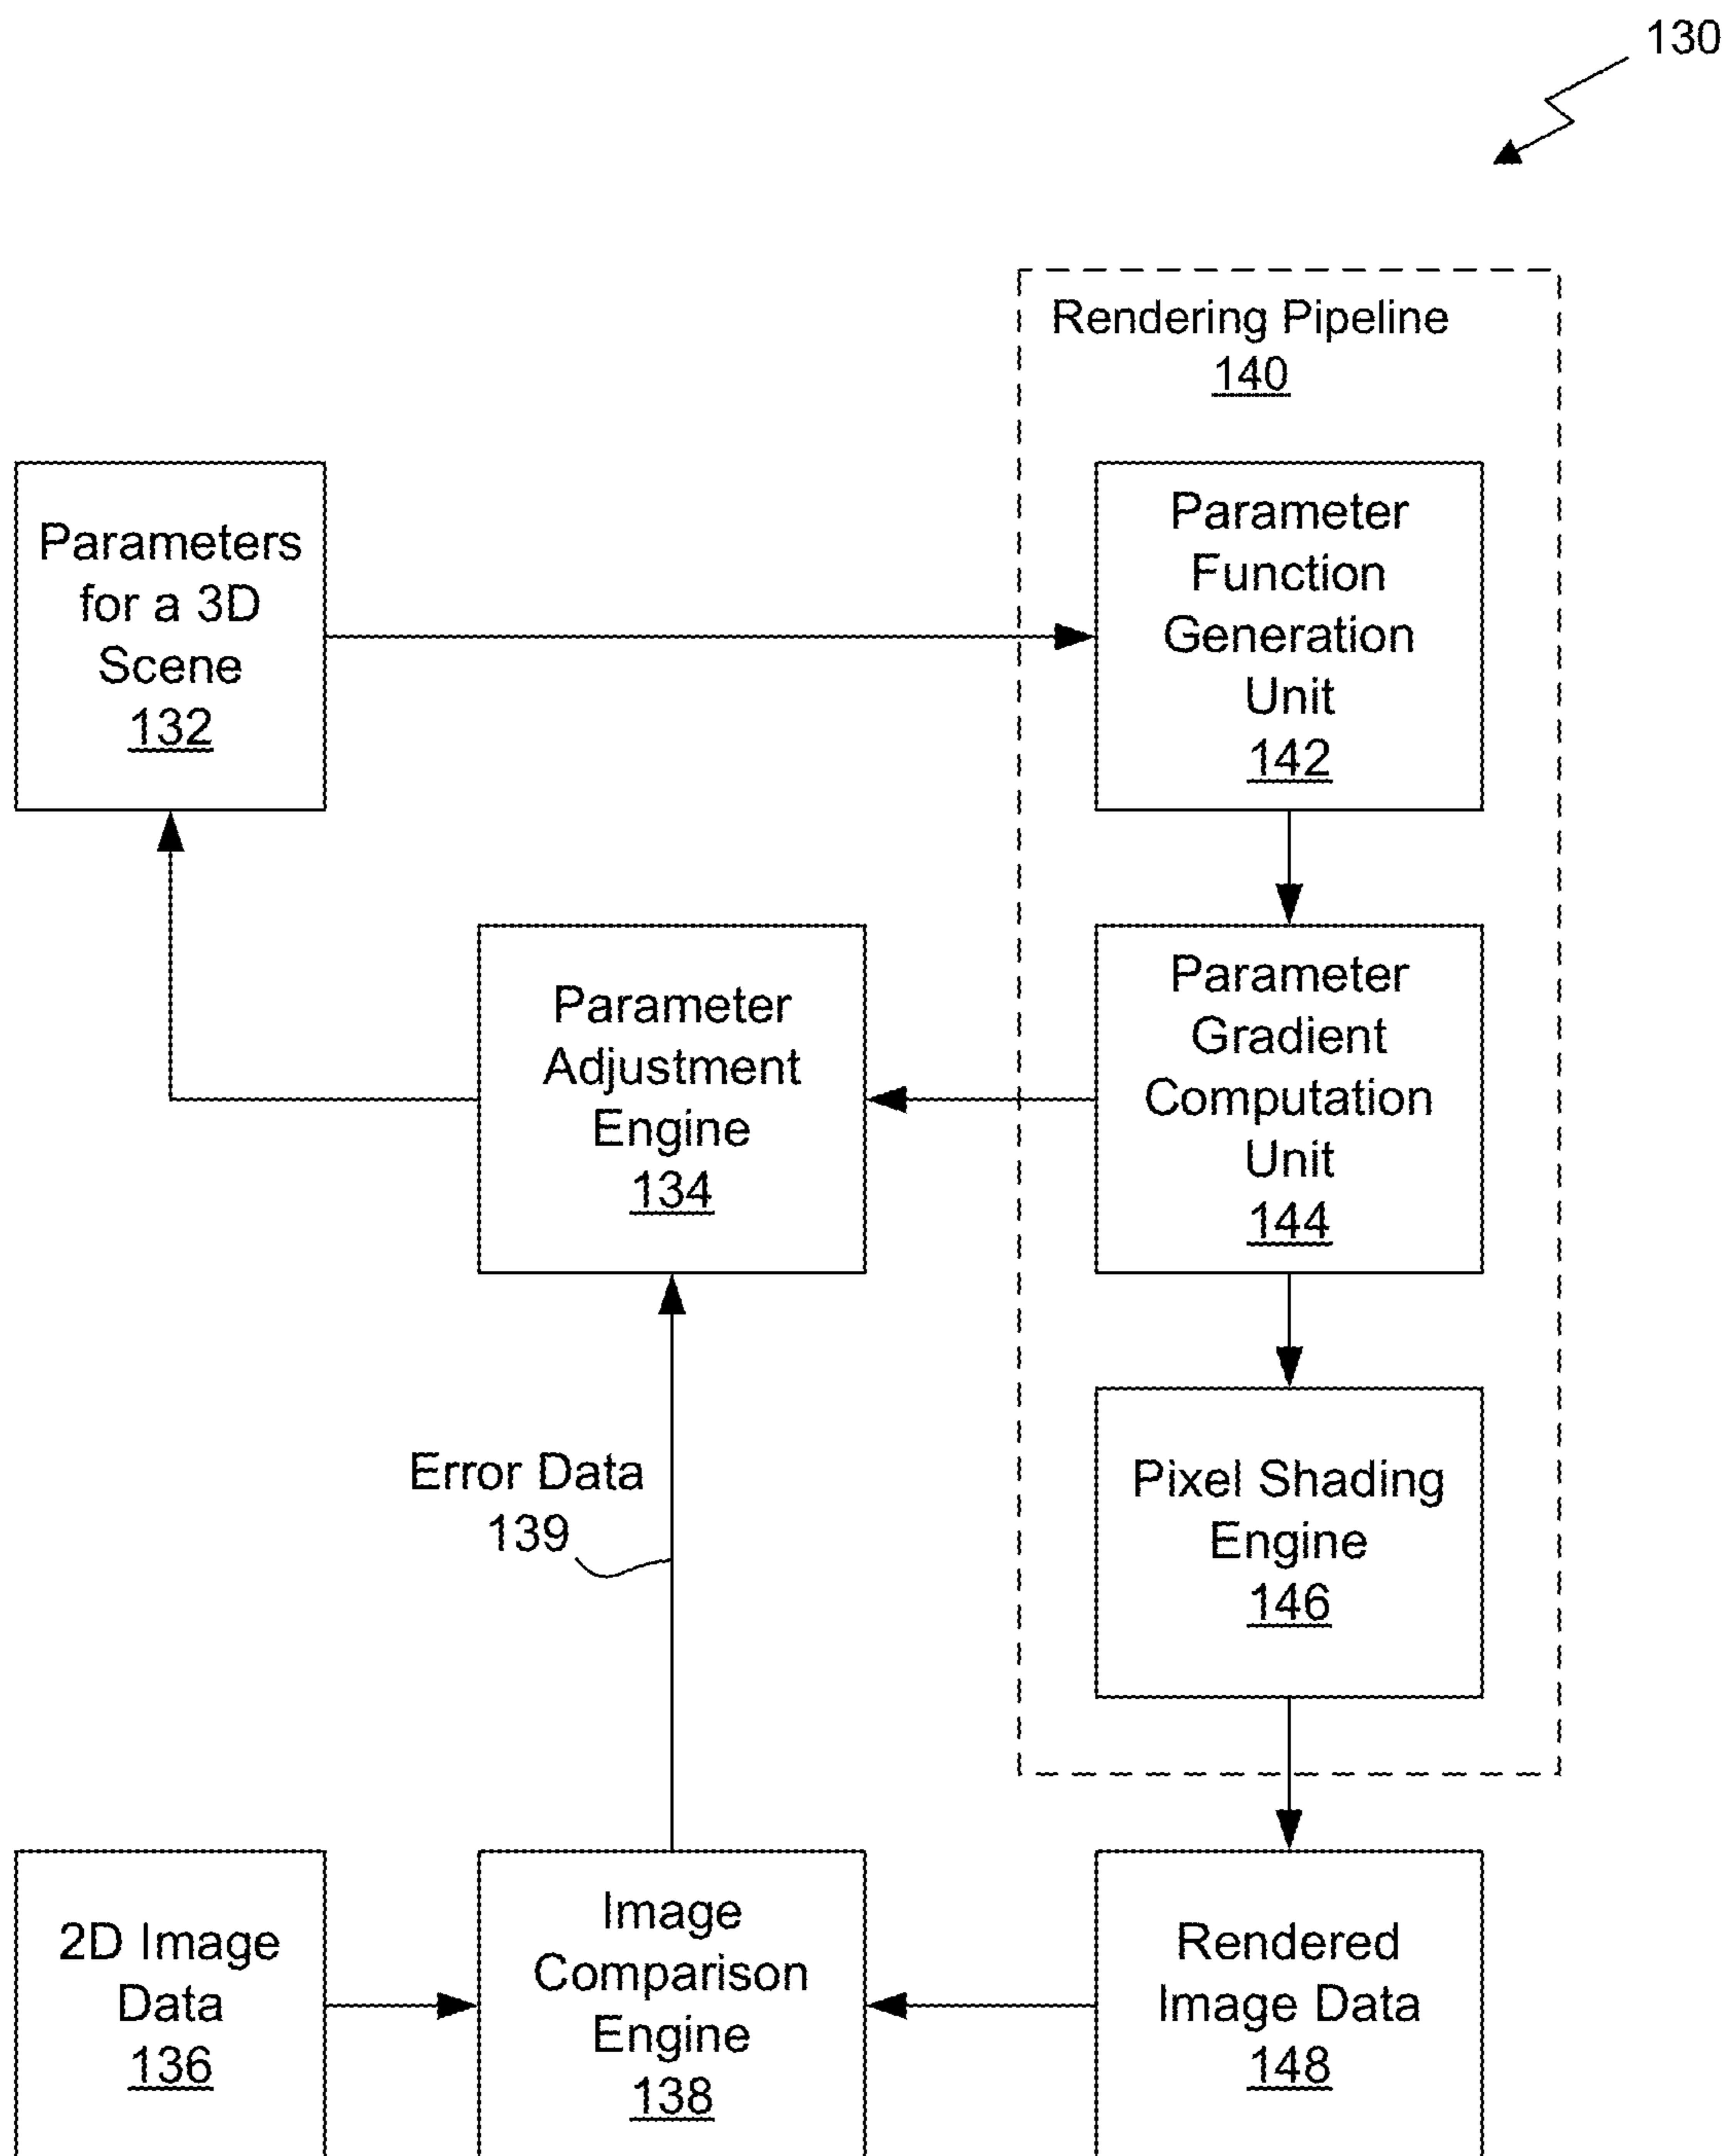 130
Rendering Pipeline
140
Parameters
for a 3D
Scene
132
Parameter
Function
Generation
Unit
142
Parameter
Adjustment
Engine
134
Parameter
Gradient
Computation
Unit
144
Error Data
139
Pixel Shading
Engine
146
2D Image
Data
136
Image
Comparison
Engine
138
Rendered
Image Data
148